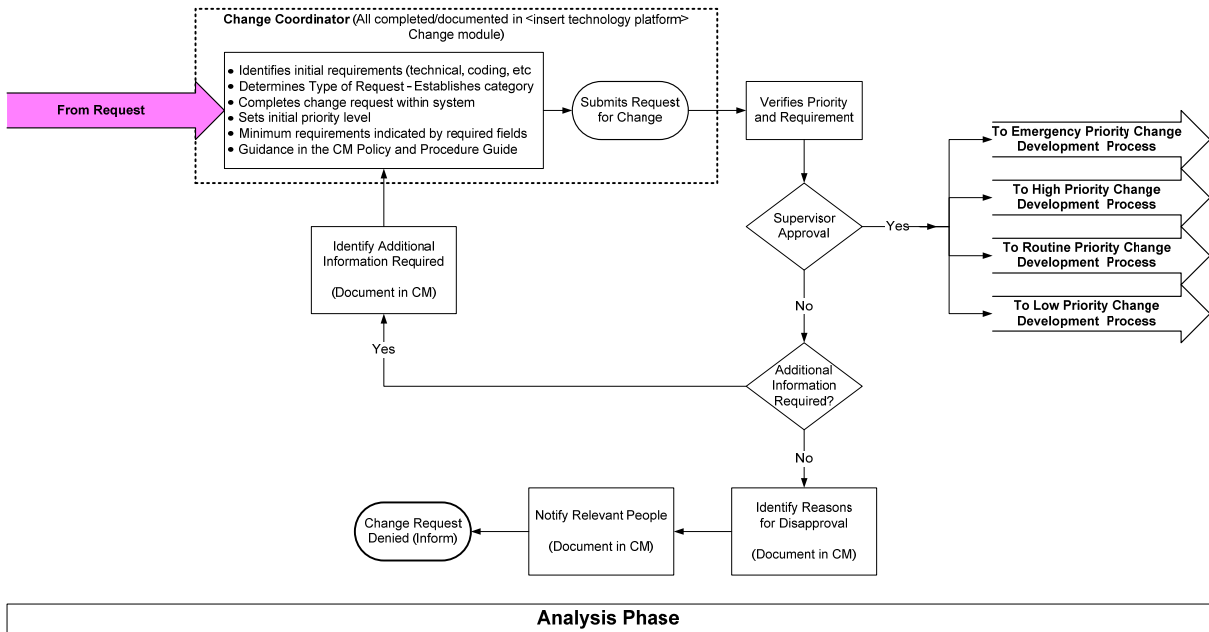 Change Coordinator (All completed/documented in <insert technology platform>
Change module)
From Request
• Identifies initial requirements (technical, coding, etc
• Determines Type of Request – Establishes category
• Completes change request within system
• Sets initial priority level
• Minimum requirements indicated by required fields
• Guidance in the CM Policy and Procedure Guide
Submits Request
for Change
Verifies Priority
and Requirement
To Emergency Priority Change
Development Process
To High Priority Change
Development Process
To Routine Priority Change
Development Process
To Low Priority Change
Development Process
Supervisor
Approval
Yes
Identify Additional
Information Required
(Document in CM)
No
Yes
Additional
Information
Required?
No
Identify Reasons
for Disapproval
(Document in CM)
Notify Relevant People
(Document in CM)
Change Request
Denied (Inform)
Analysis Phase